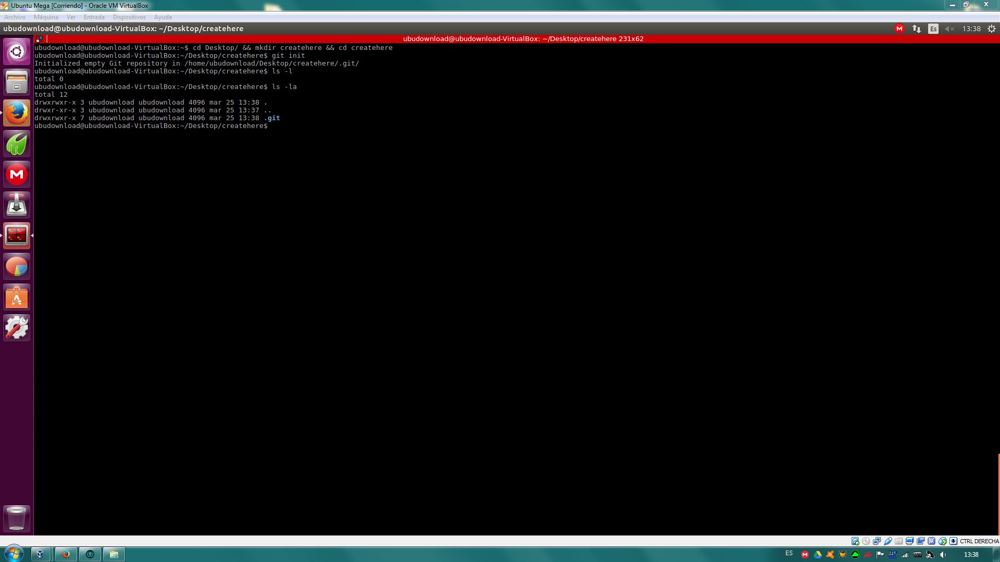 Ubuntu Mega [Corriendo] - Oracle VM VirtualBox
Archivo Máquina Ver Entrada Dispositivos Ayuda
ubudownload@ubudownload-VirtualBox: ~/Desktop/createhere
Es 13:38
ubudownload@ubudownload-VirtualBox: ~/Desktop/createhere 231x62
ubudownload@ubudownload-VirtualBox:~$ cd Desktop/ && mkdir createhere && cd createhere
ubudownload@ubudownload-VirtualBox:~/Desktop/createhere$ git init
Initialized empty Git repository in /home/ubudownload/Desktop/createhere/.git/
ubudownload@ubudownload-VirtualBox:~/Desktop/createhere$ ls -l
total 0
ubudownload@ubudownload-VirtualBox:~/Desktop/createhere$ ls -la
total 12
drwxrwxr-x 3 ubudownload ubudownload 4096 mar 25 13:38 .
drwxr-xr-x 3 ubudownload ubudownload 4096 mar 25 13:37 ..
drwxrwxr-x 7 ubudownload ubudownload 4096 mar 25 13:38 .git
ubudownload@ubudownload-VirtualBox:~/Desktop/createhere$
CTRL DERECHA
ES 13:38